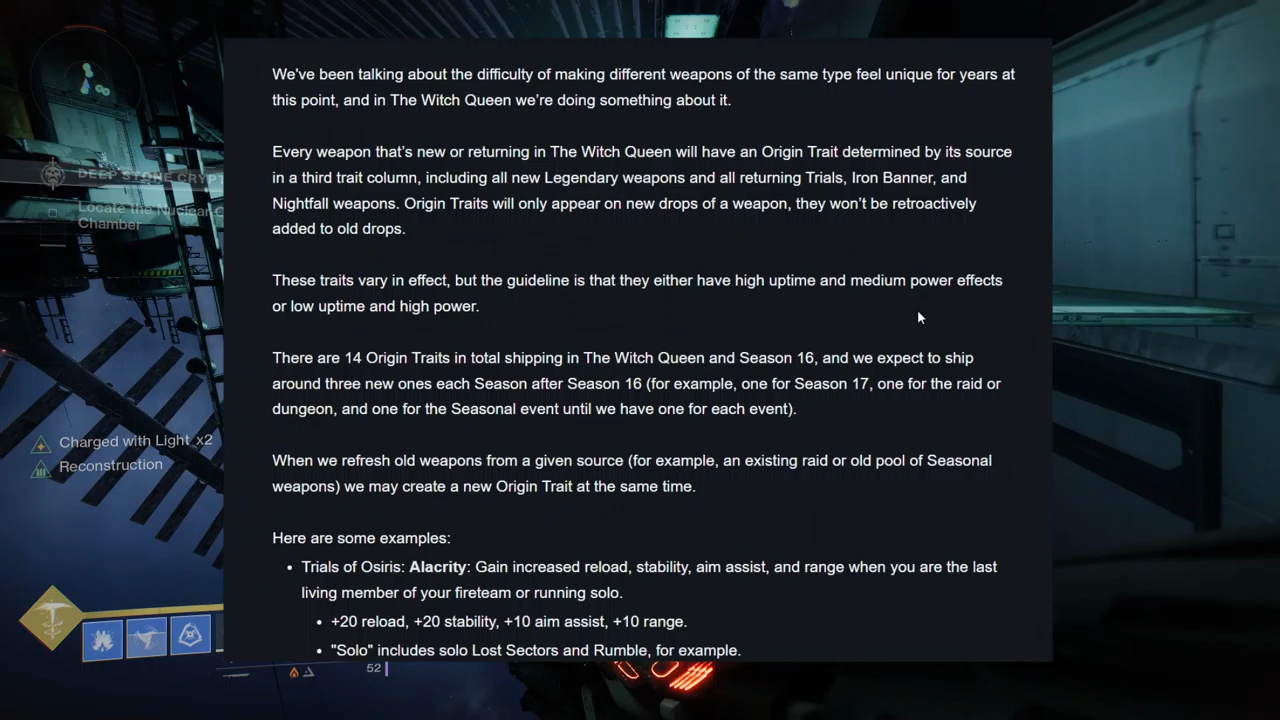 We've been talking about the difficulty of making different weapons of the same type feel unique for years at
this point, and in The Witch Queen we're doing something about it.
Every weapon that's new or returning in The Witch Queen will have an Origin Trait determined by its source
in a third trait column, including all new Legendary weapons and all returning Trials, Iron Banner, and
Nightfall weapons. Origin Traits will only appear on new drops of a weapon, they won't be retroactively
added to old drops.
These traits vary in effect, but the guideline is that they either have high uptime and medium power effects
or low uptime and high power.
There are 14 Origin Traits in total shipping in The Witch Queen and Season 16, and we expect to ship
around three new ones each Season after Season 16 (for example, one for Season 17, one for the raid or
dungeon, and one for the Seasonal event until we have one for each event).
When we refresh old weapons from a given source (for example, an existing raid or old pool of Seasonal
weapons) we may create a new Origin Trait at the same time.
Here are some examples:
• Trials of Osiris: Alacrity: Gain increased reload, stability, aim assist, and range when you are the last
living member of your fireteam or running solo.
• +20 reload, +20 stability, +10 aim assist, +10 range.
• "Solo" includes solo Lost Sectors and Rumble, for example.
DEEP STONE CRYPT
Locate the Nuclear C
Chamber
Charged with Light x2
Reconstruction
52